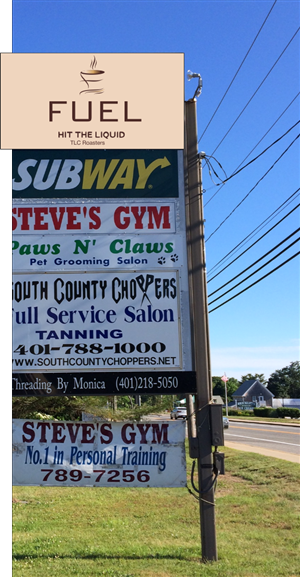 FUEL
HIT THE LIQUID
TLC Roasters
SUBWAY
STEVE'S GYM
Paws N' Claws
Pet Grooming Salon
SOUTH COUNTY CHOPPERS
Full Service Salon
TANNING
401-788-1000
WWW.SOUTHCOUNTYCHOPPERS.NET
Threading By Monica (401)218-5050
STEVE'S GYM
No.1 in Personal Training
789-7256